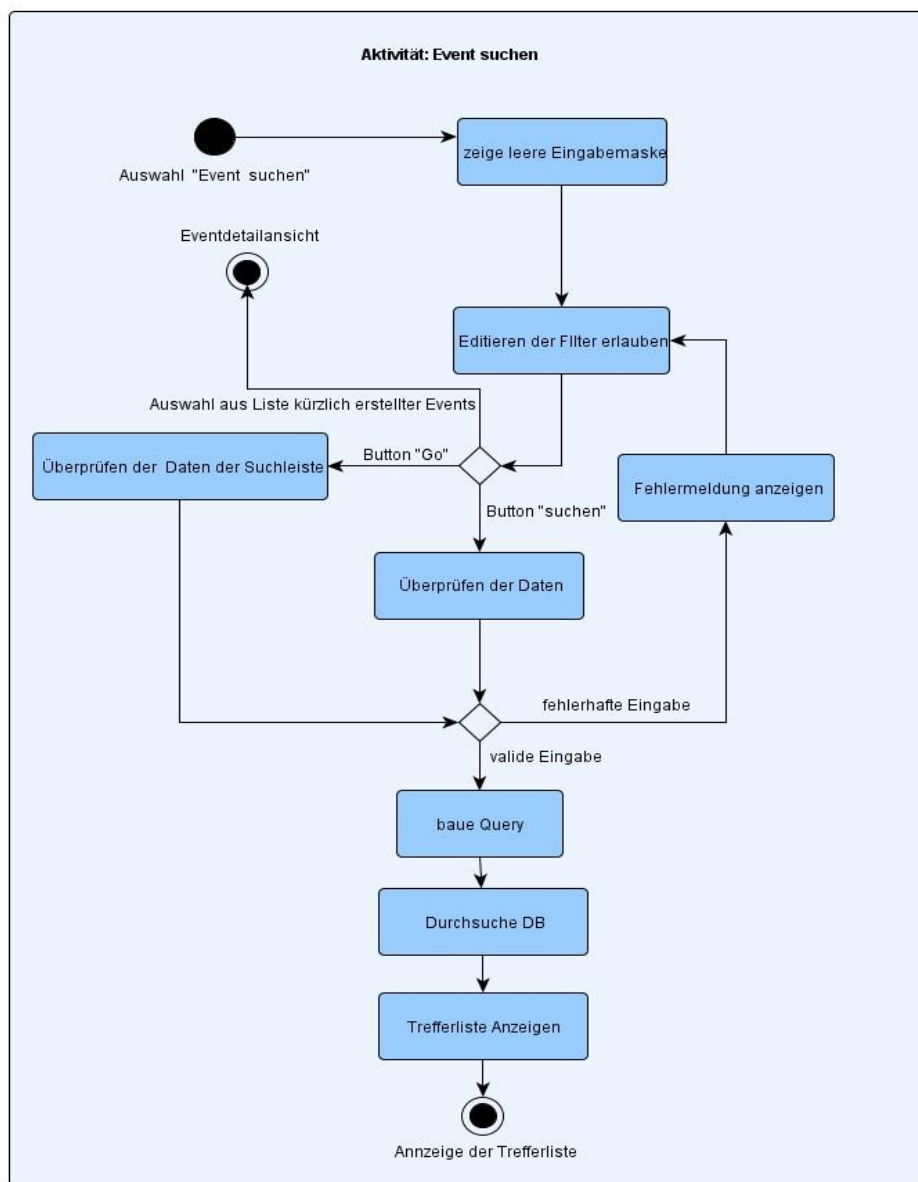 Aktivität: Event suchen
zeige leere Eingabemaske
Auswahl "Event suchen"
Eventdetailansicht
Editieren der FIlter erlauben
Auswahl aus Liste kürzlich erstellter Events
Button "Go"
Überprüfen der Daten der Suchleiste
Fehlermeldung anzeigen
Button "suchen"
Überprüfen der Daten
fehlerhafte Eingabe
valide Eingabe
baue Query
Durchsuche DB
Trefferliste Anzeigen
Annzeige der Trefferliste